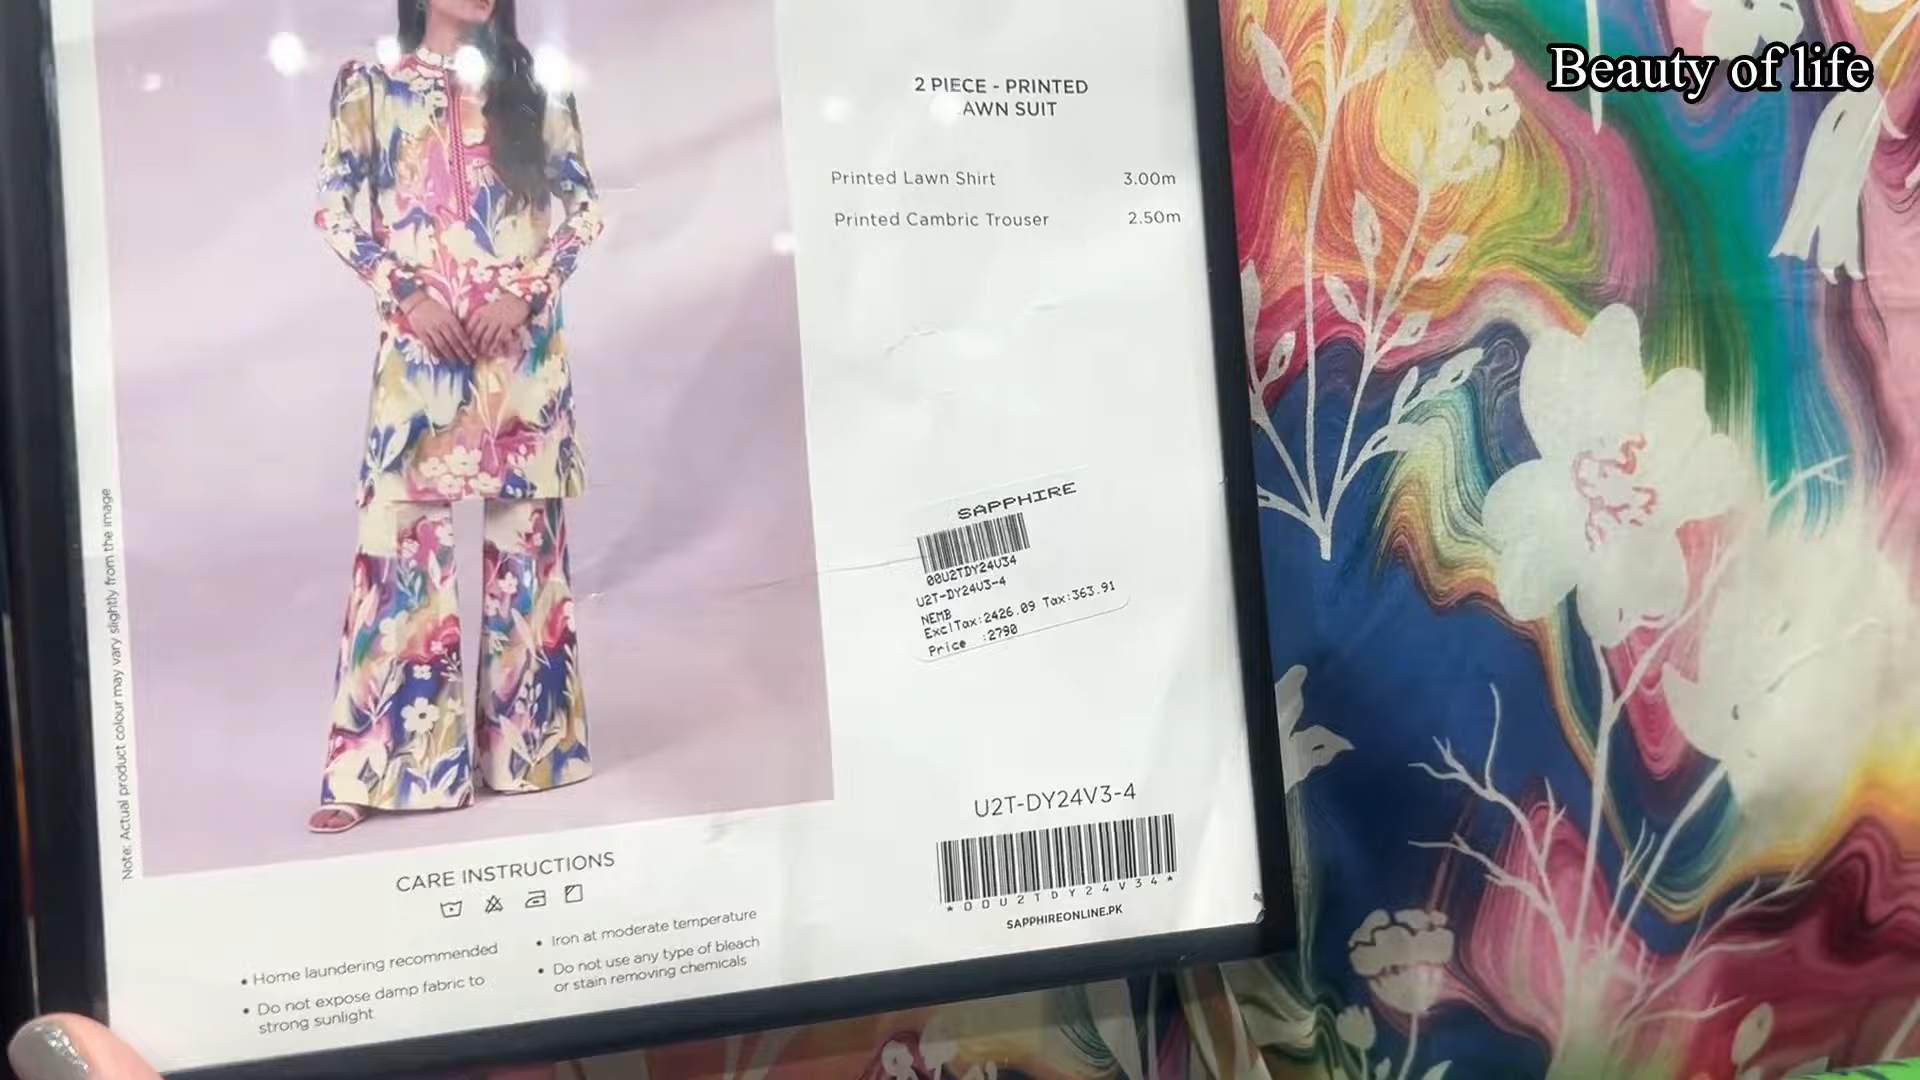 Beauty of life
2 PIECE - PRINTED
LAWN SUIT
Printed Lawn Shirt 3.00m
Printed Cambric Trouser 2.50m
SAPPHIRE
00U2TDY24V34
U2T-DY24V3-4
NEMB
ExclTax:2426.09 Tax:363.91
Price :2790
U2T-DY24V3-4
*00U2TDY24V34*
SAPPHIREONLINE.PK
Note: Actual product colour may vary slightly from the image
CARE INSTRUCTIONS
• Home laundering recommended
• Do not expose damp fabric to
strong sunlight
• Iron at moderate temperature
• Do not use any type of bleach
or stain removing chemicals